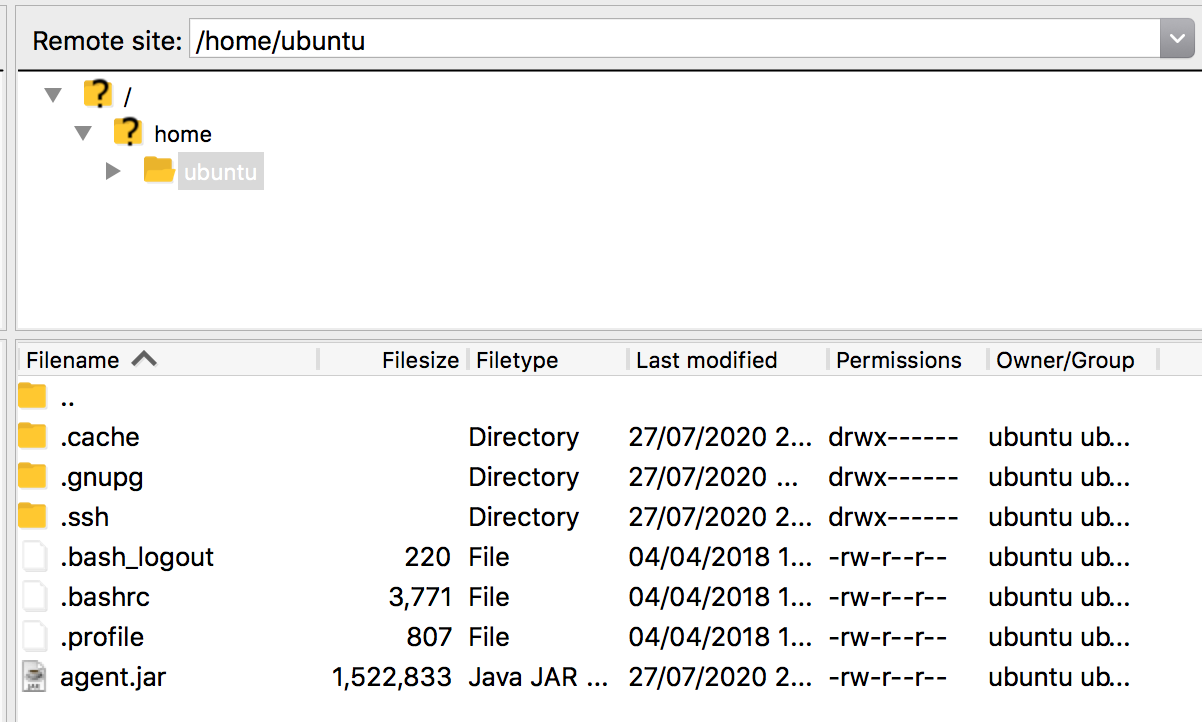 Remote site: /home/ubuntu
? /
? home
ubuntu
Filename Filesize Filetype Last modified Permissions Owner/Group
..
.cache Directory 27/07/2020 2... drwx------ ubuntu ub...
.gnupg Directory 27/07/2020 ... drwx------ ubuntu ub...
.ssh Directory 27/07/2020 2... drwx------ ubuntu ub...
.bash_logout 220 File 04/04/2018 1... -rw-r--r-- ubuntu ub...
.bashrc 3,771 File 04/04/2018 1... -rw-r--r-- ubuntu ub...
.profile 807 File 04/04/2018 1... -rw-r--r-- ubuntu ub...
JAR agent.jar 1,522,833 Java JAR ... 27/07/2020 2... -rw-r--r-- ubuntu ub...